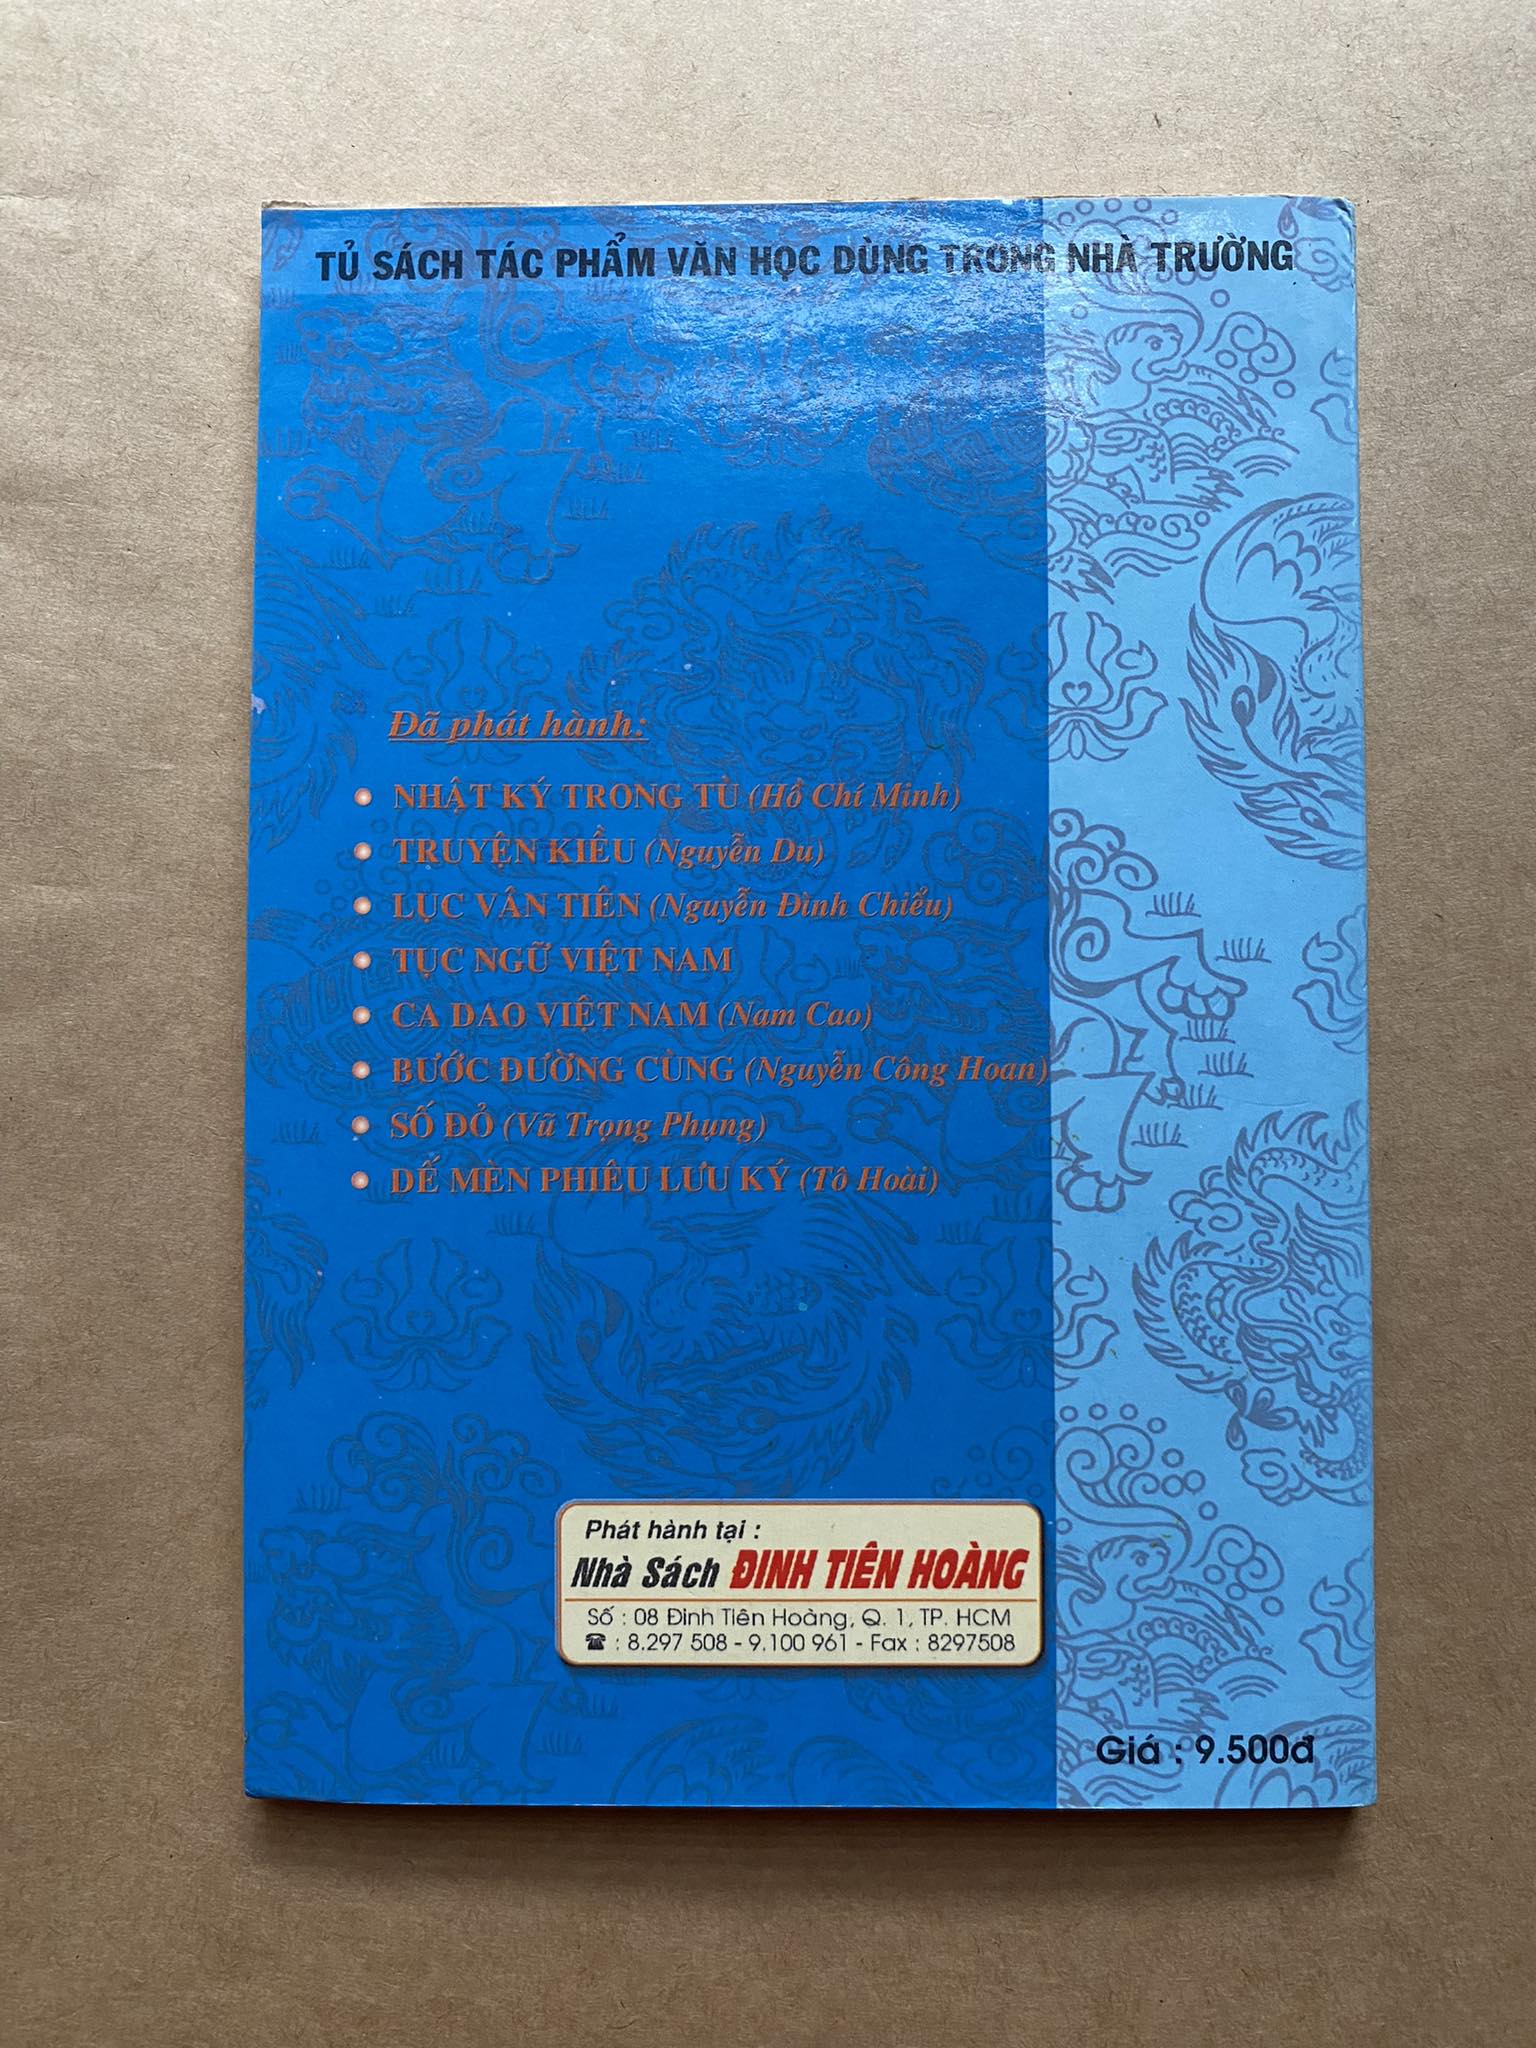 TỦ SÁCH TÁC PHẨM VĂN HỌC DÙNG TRONG NHÀ TRƯỜNG
Đã phát hành:
NHẬT KÝ TRONG TÙ (Hồ Chí Minh)
TRUYỆN KIỀU (Nguyễn Du)
LỤC VÂN TIÊN (Nguyễn Đình Chiểu)
TỤC NGỮ VIỆT NAM
CA DAO VIỆT NAM (Nam Cao)
BƯỚC ĐƯỜNG CÙNG (Nguyễn Công Hoan)
SỐ ĐỎ (Vũ Trọng Phụng)
DẾ MÈN PHIÊU LƯU KÝ (Tô Hoài)
Phát hành tại :
Nhà Sách ĐINH TIÊN HOÀNG
Số : 08 Đinh Tiên Hoàng, Q. 1, TP. HCM
☎ : 8.297 508 - 9.100 961 - Fax : 8297508
Giá : 9.500đ